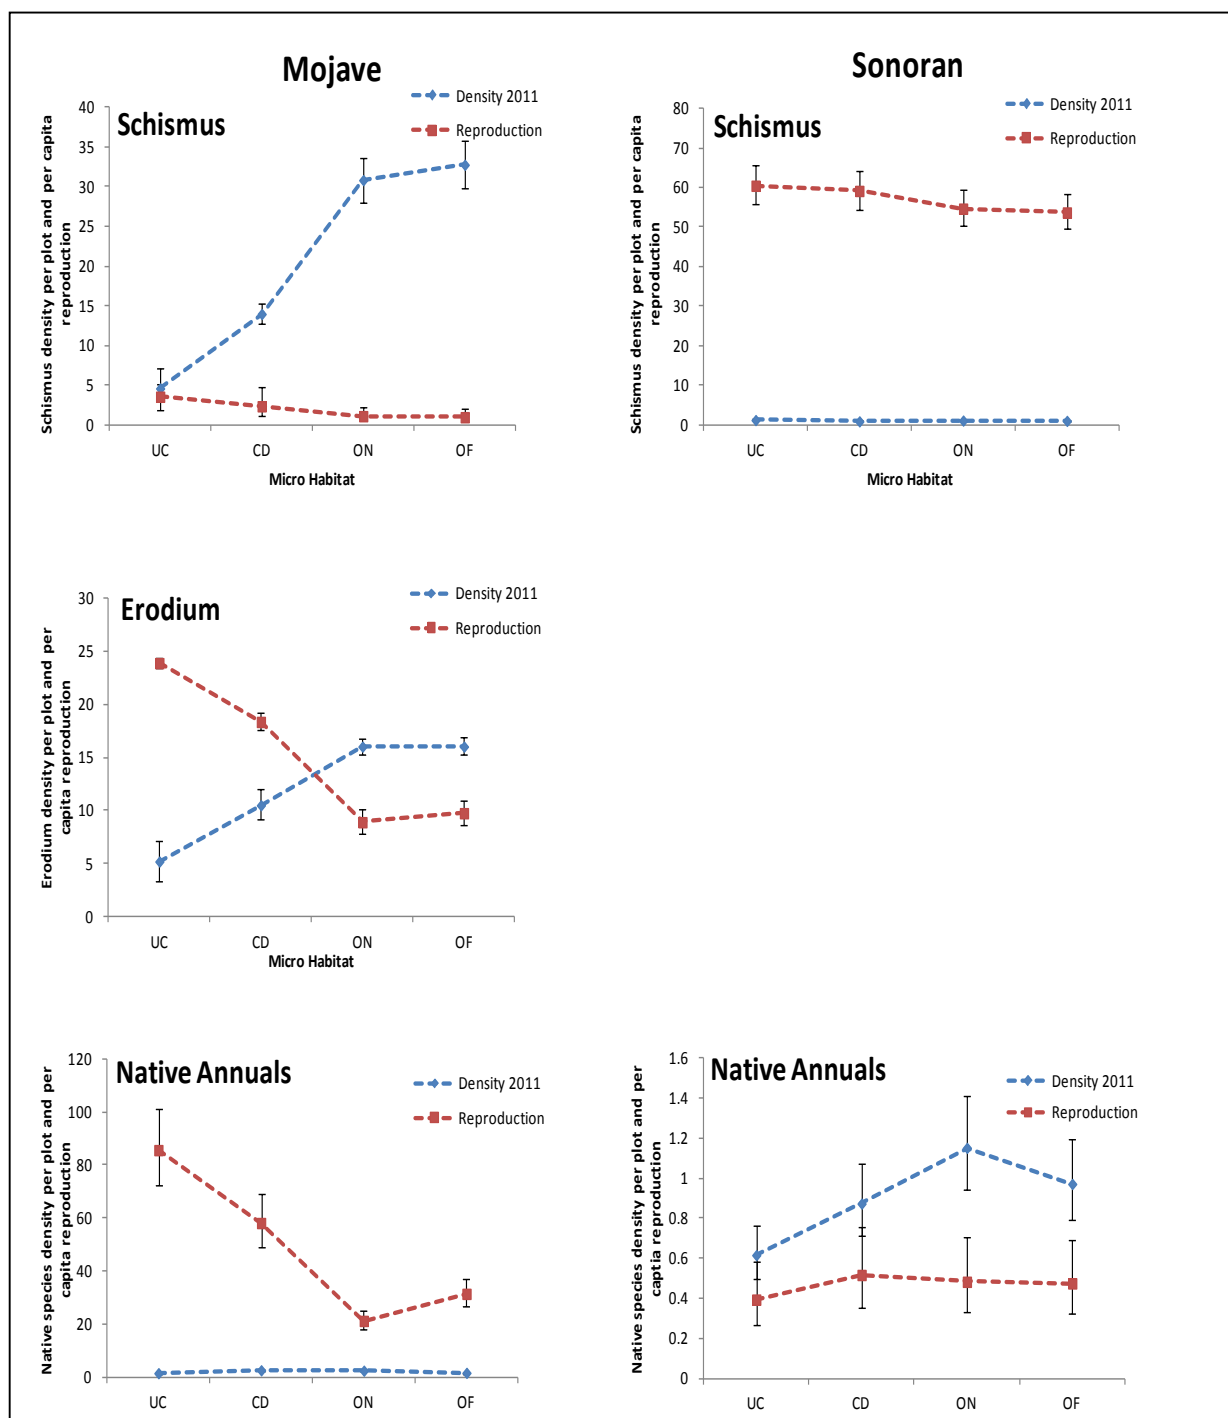 Mojave
Sonoran
Schismus
Density 2011
Reproduction
Schismus density per plot and per capita
reproduction
40
35
30
25
20
15
10
5
0
UC CD ON OF
Micro Habitat
Schismus
Density 2011
Reproduction
Schismus density per plot and per capita
reproduction
80
70
60
50
40
30
20
10
0
UC CD ON OF
Micro Habitat
Erodium
Density 2011
Reproduction
Erodium density per plot and per
capita reproduction
30
25
20
15
10
5
0
UC CD ON OF
Micro Habitat
Native Annuals
Density 2011
Reproduction
Native species density per plot and per
capita reproduction
120
100
80
60
40
20
0
UC CD ON OF
Native Annuals
Density 2011
Reproduction
Native species density per plot and per
captia reproduction
1.6
1.4
1.2
1
0.8
0.6
0.4
0.2
0
UC CD ON OF